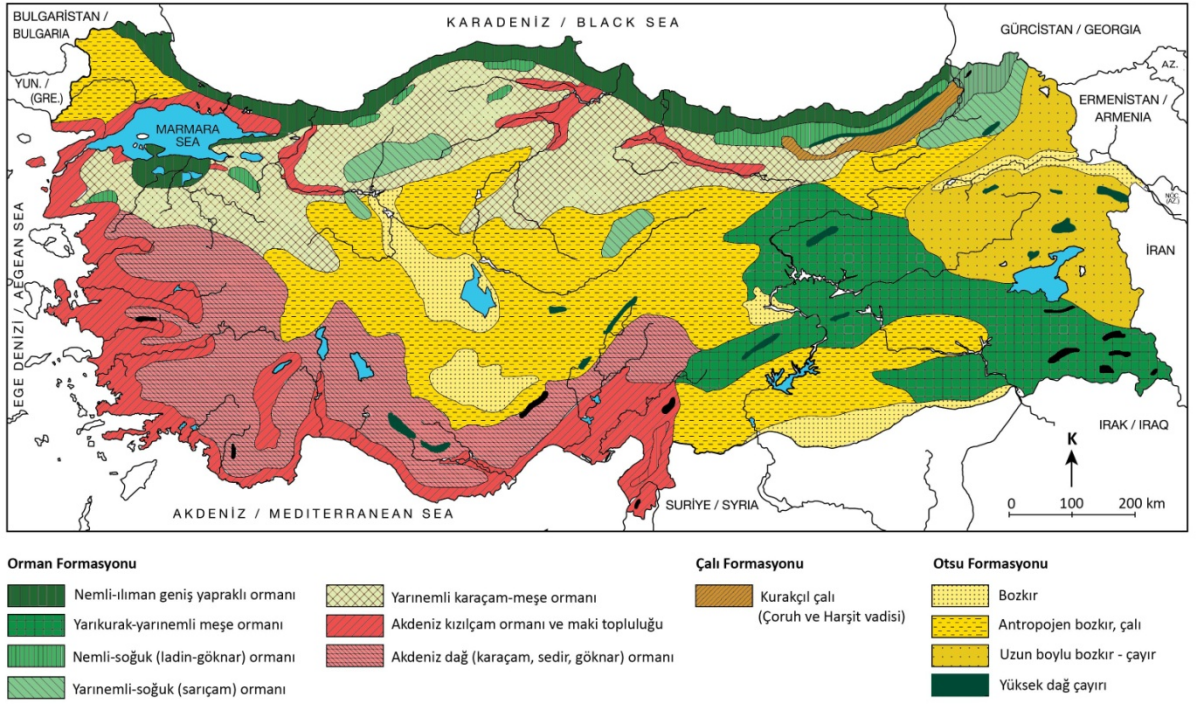 BULGARİSTAN /
BULGARIA
KARADENİZ / BLACK SEA
GÜRCİSTAN / GEORGIA
YUN. /
(GRE.)
AZ.
ERMENİSTAN /
ARMENIA
MARMARA
SEA
NOC.
(AZ.)
İRAN
EGE DENİZİ / AEGEAN SEA
IRAK / IRAQ
K
SURİYE / SYRIA
0 100 200 km
AKDENİZ / MEDITERRANEAN SEA
Orman Formasyonu
Nemli-ılıman geniş yapraklı ormanı
Yarıkurak-yarınemli meşe ormanı
Nemli-soğuk (ladin-göknar) ormanı
Yarınemli-soğuk (sarıçam) ormanı
Yarınemli karaçam-meşe ormanı
Akdeniz kızılçam ormanı ve maki topluluğu
Akdeniz dağ (karaçam, sedir, göknar) ormanı
Çalı Formasyonu
Kurakçıl çalı
(Çoruh ve Harşit vadisi)
Otsu Formasyonu
Bozkır
Antropojen bozkır, çalı
Uzun boylu bozkır - çayır
Yüksek dağ çayırı